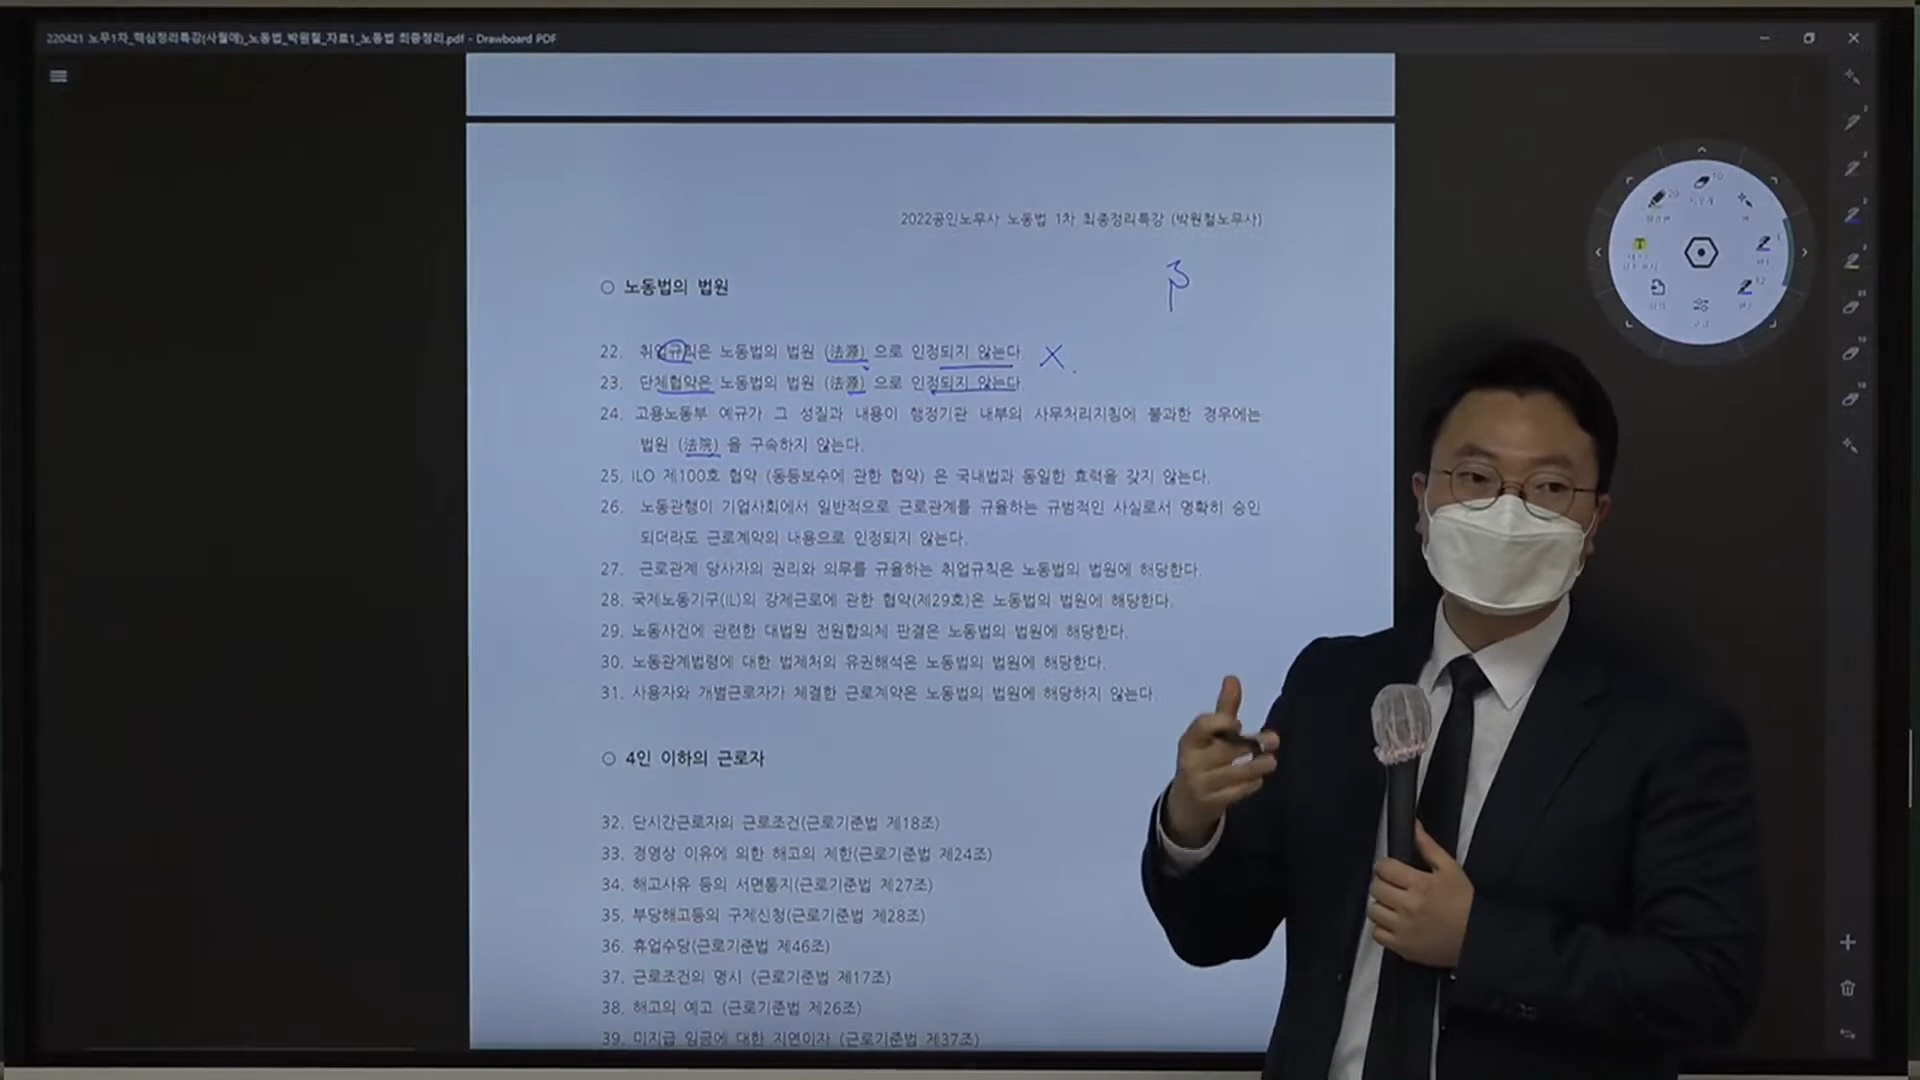 220421 노무1차_핵심정리특강(사월애)_노동법_박원철_자료1_노동법 최종정리.pdf - Drawboard PDF
2022공인노무사 노동법 1차 최종정리특강 (박원철노무사)
○ 노동법의 법원
22. 취업규칙은 노동법의 법원 (法源) 으로 인정되지 않는다. X
23. 단체협약은 노동법의 법원 (法源) 으로 인정되지 않는다.
24. 고용노동부 예규가 그 성질과 내용이 행정기관 내부의 사무처리지침에 불과한 경우에는
법원 (法院) 을 구속하지 않는다.
25. ILO 제100호 협약 (동등보수에 관한 협약) 은 국내법과 동일한 효력을 갖지 않는다.
26. 노동관행이 기업사회에서 일반적으로 근로관계를 규율하는 규범적인 사실로서 명확히 승인
되더라도 근로계약의 내용으로 인정되지 않는다.
27. 근로관계 당사자의 권리와 의무를 규율하는 취업규칙은 노동법의 법원에 해당한다.
28. 국제노동기구(IL)의 강제근로에 관한 협약(제29호)은 노동법의 법원에 해당한다.
29. 노동사건에 관련한 대법원 전원합의체 판결은 노동법의 법원에 해당한다.
30. 노동관계법령에 대한 법제처의 유권해석은 노동법의 법원에 해당한다.
31. 사용자와 개별근로자가 체결한 근로계약은 노동법의 법원에 해당하지 않는다.
○ 4인 이하의 근로자
32. 단시간근로자의 근로조건(근로기준법 제18조)
33. 경영상 이유에 의한 해고의 제한(근로기준법 제24조)
34. 해고사유 등의 서면통지(근로기준법 제27조)
35. 부당해고등의 구제신청(근로기준법 제28조)
36. 휴업수당(근로기준법 제46조)
37. 근로조건의 명시 (근로기준법 제17조)
38. 해고의 예고 (근로기준법 제26조)
39. 미지급 임금에 대한 지연이자 (근로기준법 제37조)